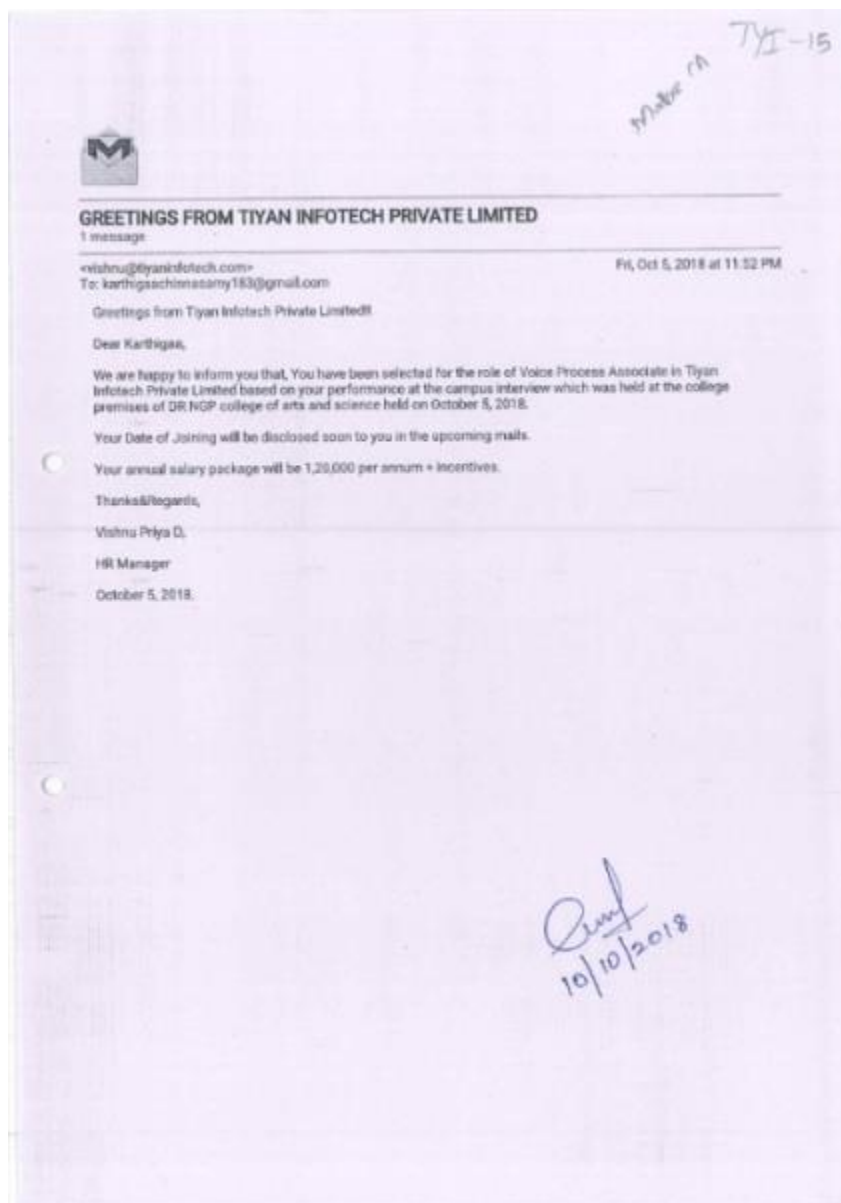 TYI-15
GREETINGS FROM TIYAN INFOTECH PRIVATE LIMITED
1 message
<vishnu@tiyaninfotech.com>
Fri, Oct 5, 2018 at 11:52 PM
To: karthigaachinnasamy183@gmail.com
Greetings from Tiyan Infotech Private Limited!!
Dear Karthigaa,
We are happy to inform you that, You have been selected for the role of Voice Process Associate in Tiyan
Infotech Private Limited based on your performance at the campus interview which was held at the college
premises of DR NGP college of arts and science held on October 5, 2018.
Your Date of Joining will be disclosed soon to you in the upcoming mails.
Your annual salary package will be 1,20,000 per annum + incentives.
Thanks&Regards,
Vishnu Priya D,
HR Manager
October 5, 2018.
10/10/2018